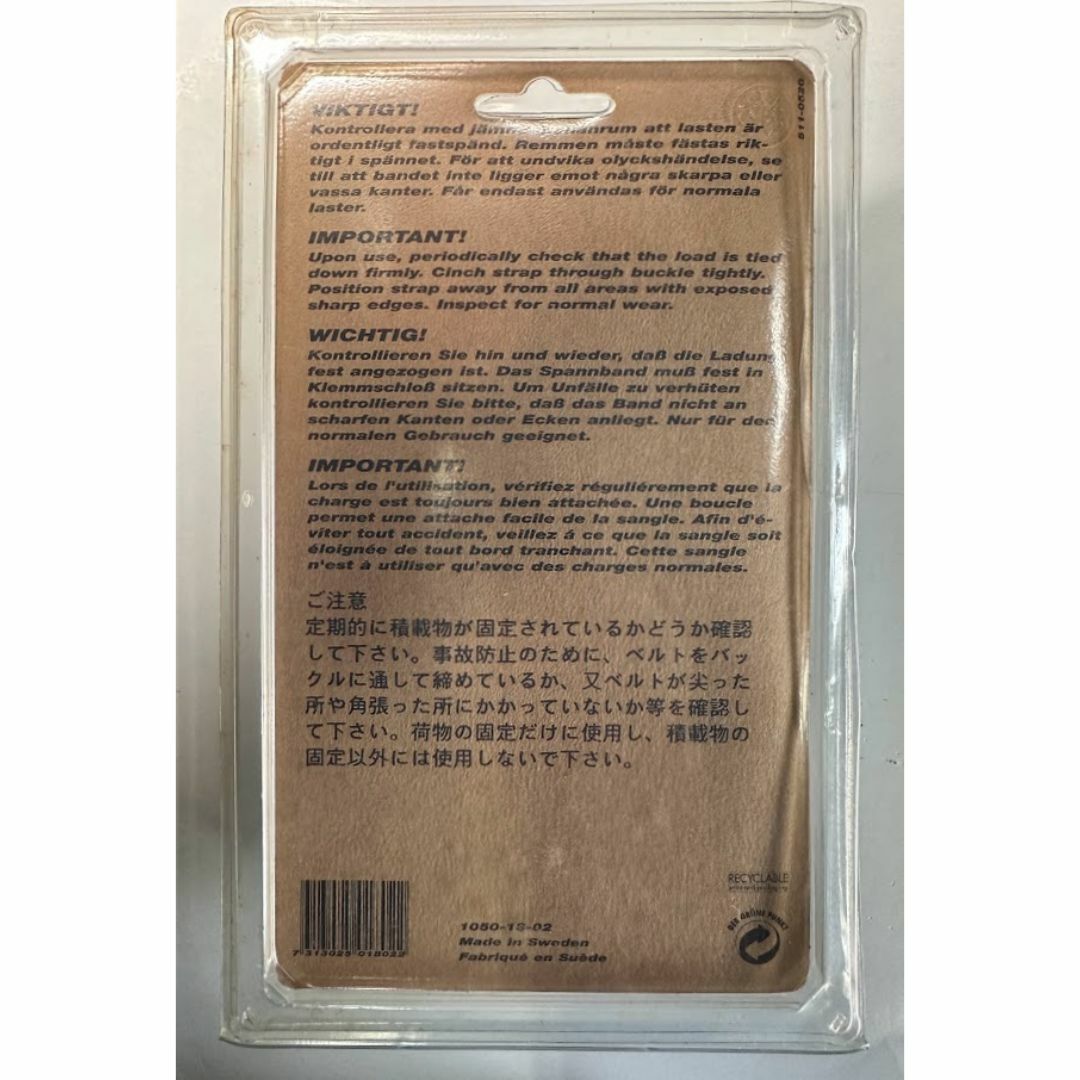 VIKTIGT!
Kontrollera med jämna mellanrum att lasten är
ordentligt fastspänd. Remmen måste fästas rik-
tigt i spännet. För att undvika olyckshändelse, se
till att bandet inte ligger emot några skarpa eller
vassa kanter. Får endast användas för normala
laster.
IMPORTANT!
Upon use, periodically check that the load is tied
down firmly. Cinch strap through buckle tightly.
Position strap away from all areas with exposed
sharp edges. Inspect for normal wear.
WICHTIG!
Kontrollieren Sie hin und wieder, daß die Ladung
fest angezogen ist. Das Spannband muß fest in
Klemmschloß sitzen. Um Unfälle zu verhüten
kontrollieren Sie bitte, daß das Band nicht an
scharfen Kanten oder Ecken anliegt. Nur für den
normalen Gebrauch geeignet.
IMPORTANT!
Lors de l'utilisation, vérifiez réguliérement que la
charge est toujours bien attachée. Une boucle
permet une attache facile de la sangle. Afin d'é-
viter tout accident, veillez á ce que la sangle soit
éloignée de tout bord tranchant. Cette sangle
n'est à utiliser qu'avec des charges normales.
ご注意
定期的に積載物が固定されているかどうか確認
して下さい。事故防止のために、ベルトをバッ
クルに通して締めているか、又ベルトが尖った
所や角張った所にかかっていないか等を確認し
て下さい。荷物の固定だけに使用し、積載物の
固定以外には使用しないで下さい。
511-0520
RECYCLABLE
DER GRÜNE PUNKT
1050-1S-02
Made in Sweden
Fabriqué en Suède
7 313025 018022